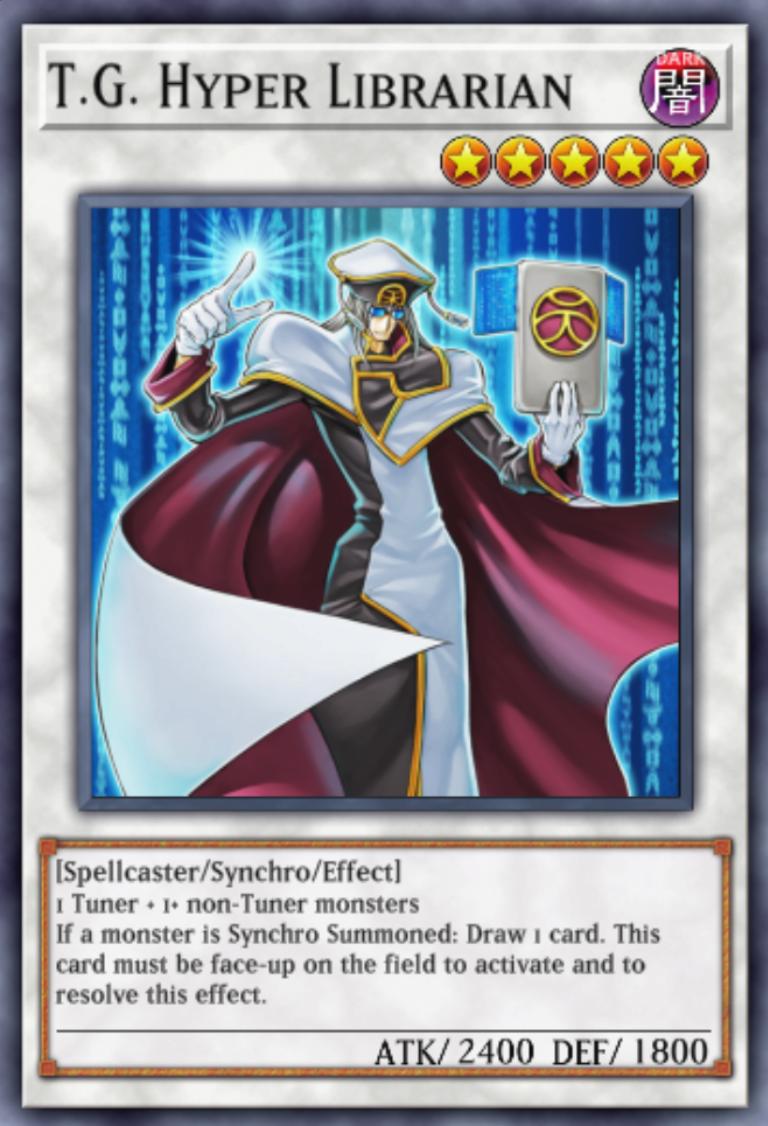 T.G. Hyper Librarian
DARK
闇
[Spellcaster/Synchro/Effect]
1 Tuner + 1+ non-Tuner monsters
If a monster is Synchro Summoned: Draw 1 card. This
card must be face-up on the field to activate and to
resolve this effect.
ATK/ 2400 DEF/ 1800